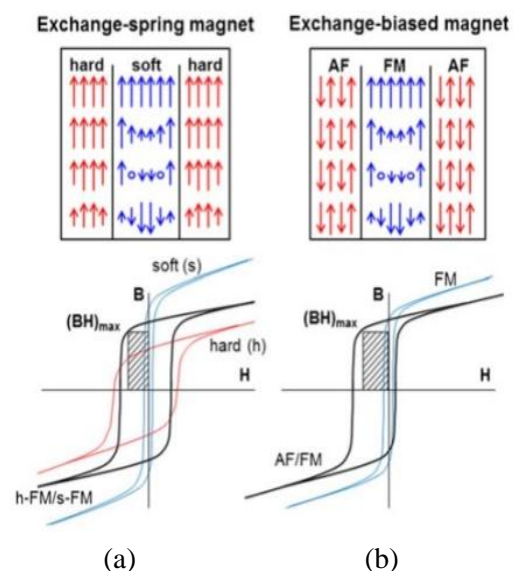 Exchange-spring magnet
hard soft hard
soft (s)
B
(BH)max
hard (h)
H
h-FM/s-FM
(a)
Exchange-biased magnet
AF FM AF
FM
B
(BH)max
H
AF/FM
(b)